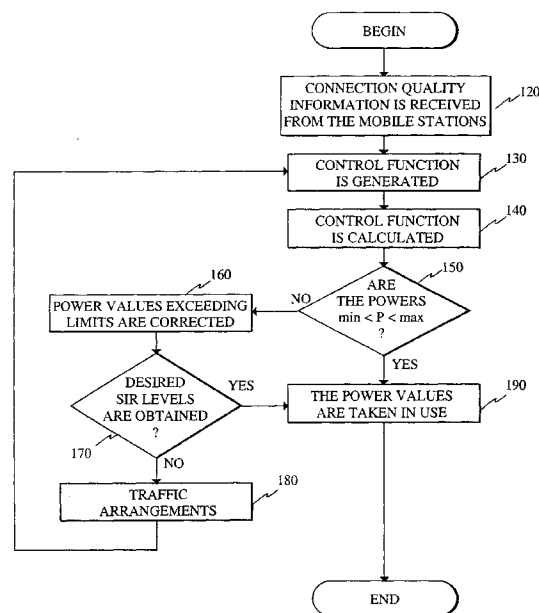 BEGIN
CONNECTION QUALITY
INFORMATION IS RECEIVED
FROM THE MOBILE STATIONS
120
CONTROL FUNCTION
IS GENERATED
130
CONTROL FUNCTION
IS CALCULATED
140
ARE
THE POWERS
min < P < max
?
150
NO
YES
160
POWER VALUES EXCEEDING
LIMITS ARE CORRECTED
DESIRED
SIR LEVELS
ARE OBTAINED
?
170
YES
NO
THE POWER VALUES
ARE TAKEN IN USE
190
TRAFFIC
ARRANGEMENTS
180
END